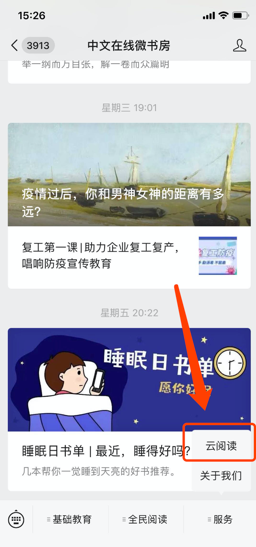 15:26
3913
中文在线微书房
举一纲而万目张，解一卷而众篇明
星期三 19:01
疫情过后，你和男神女神的距离有多
远？
复工第一课|助力企业复工复产，
唱响防疫宣传教育
星期五 20:22
睡眠日书单
愿你好
睡眠日书单 | 最近，睡得好吗？
几本帮你一觉睡到天亮的好书推荐。
云阅读
关于我们
基础教育
全民阅读
服务